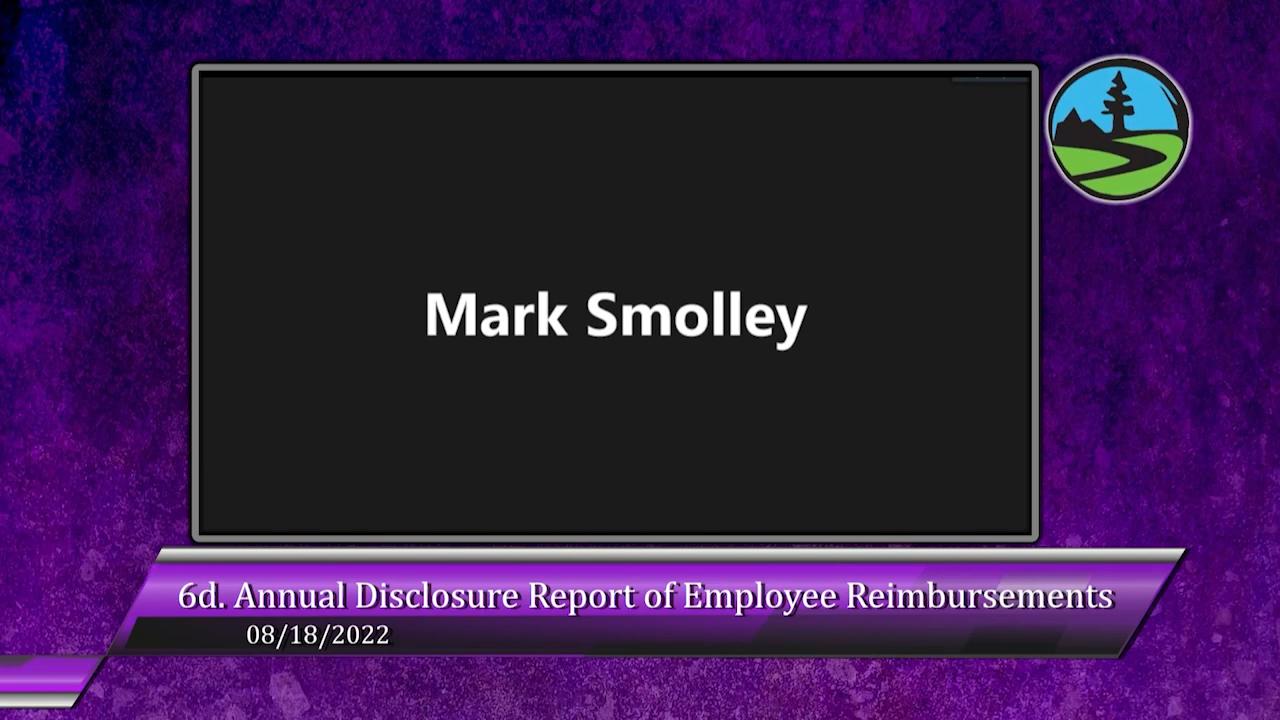 Mark Smolley
6d. Annual Disclosure Report of Employee Reimbursements
08/18/2022